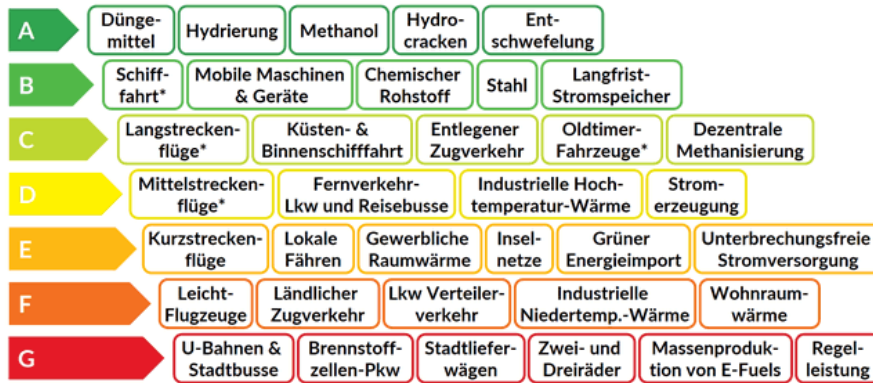 A
Dünge-
mittel
Hydrierung
Methanol
Hydro-
cracken
Ent-
schwefelung
B
Schiff-
fahrt*
Mobile Maschinen
& Geräte
Chemischer
Rohstoff
Stahl
Langfrist-
Stromspeicher
C
Langstrecken-
flüge*
Küsten- &
Binnenschifffahrt
Entlegener
Zugverkehr
Oldtimer-
Fahrzeuge*
Dezentrale
Methanisierung
D
Mittelstrecken-
flüge*
Fernverkehr-
Lkw und Reisebusse
Industrielle Hoch-
temperatur-Wärme
Strom-
erzeugung
E
Kurzstrecken-
flüge
Lokale
Fähren
Gewerbliche
Raumwärme
Insel-
netze
Grüner
Energieimport
Unterbrechungsfreie
Stromversorgung
F
Leicht-
Flugzeuge
Ländlicher
Zugverkehr
Lkw Verteiler-
verkehr
Industrielle
Niedertemp.-Wärme
Wohnraum-
wärme
G
U-Bahnen &
Stadtbusse
Brennstoff-
zellen-Pkw
Stadtliefer-
wägen
Zwei- und
Dreiräder
Massenproduk-
tion von E-Fuels
Regel-
leistung